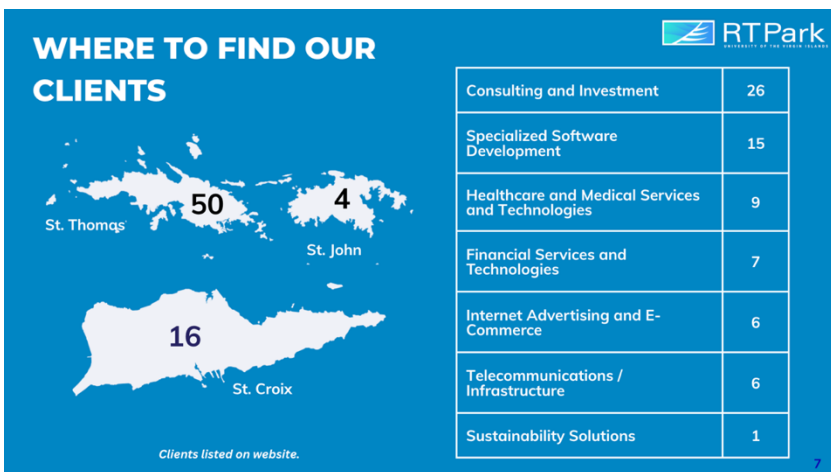 WHERE TO FIND OUR
CLIENTS
RTPark
UNIVERSITY OF THE VIRGIN ISLANDS
50
St. Thomas
4
St. John
16
St. Croix
Clients listed on website.
Consulting and Investment 26
Specialized Software
Development 15
Healthcare and Medical Services
and Technologies 9
Financial Services and
Technologies 7
Internet Advertising and E-
Commerce 6
Telecommunications /
Infrastructure 6
Sustainability Solutions 1
7